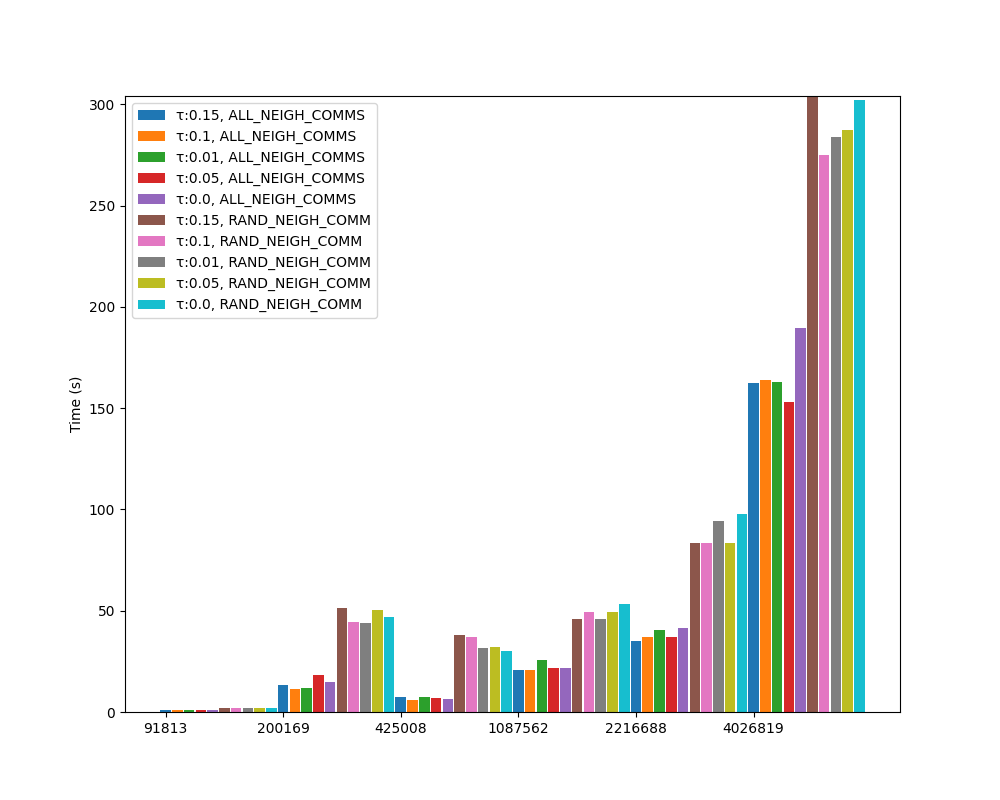 300
250
200
150
100
50
0
Time (s)
τ:0.15, ALL_NEIGH_COMMS
τ:0.1, ALL_NEIGH_COMMS
τ:0.01, ALL_NEIGH_COMMS
τ:0.05, ALL_NEIGH_COMMS
τ:0.0, ALL_NEIGH_COMMS
τ:0.15, RAND_NEIGH_COMM
τ:0.1, RAND_NEIGH_COMM
τ:0.01, RAND_NEIGH_COMM
τ:0.05, RAND_NEIGH_COMM
τ:0.0, RAND_NEIGH_COMM
91813 200169 425008 1087562 2216688 4026819